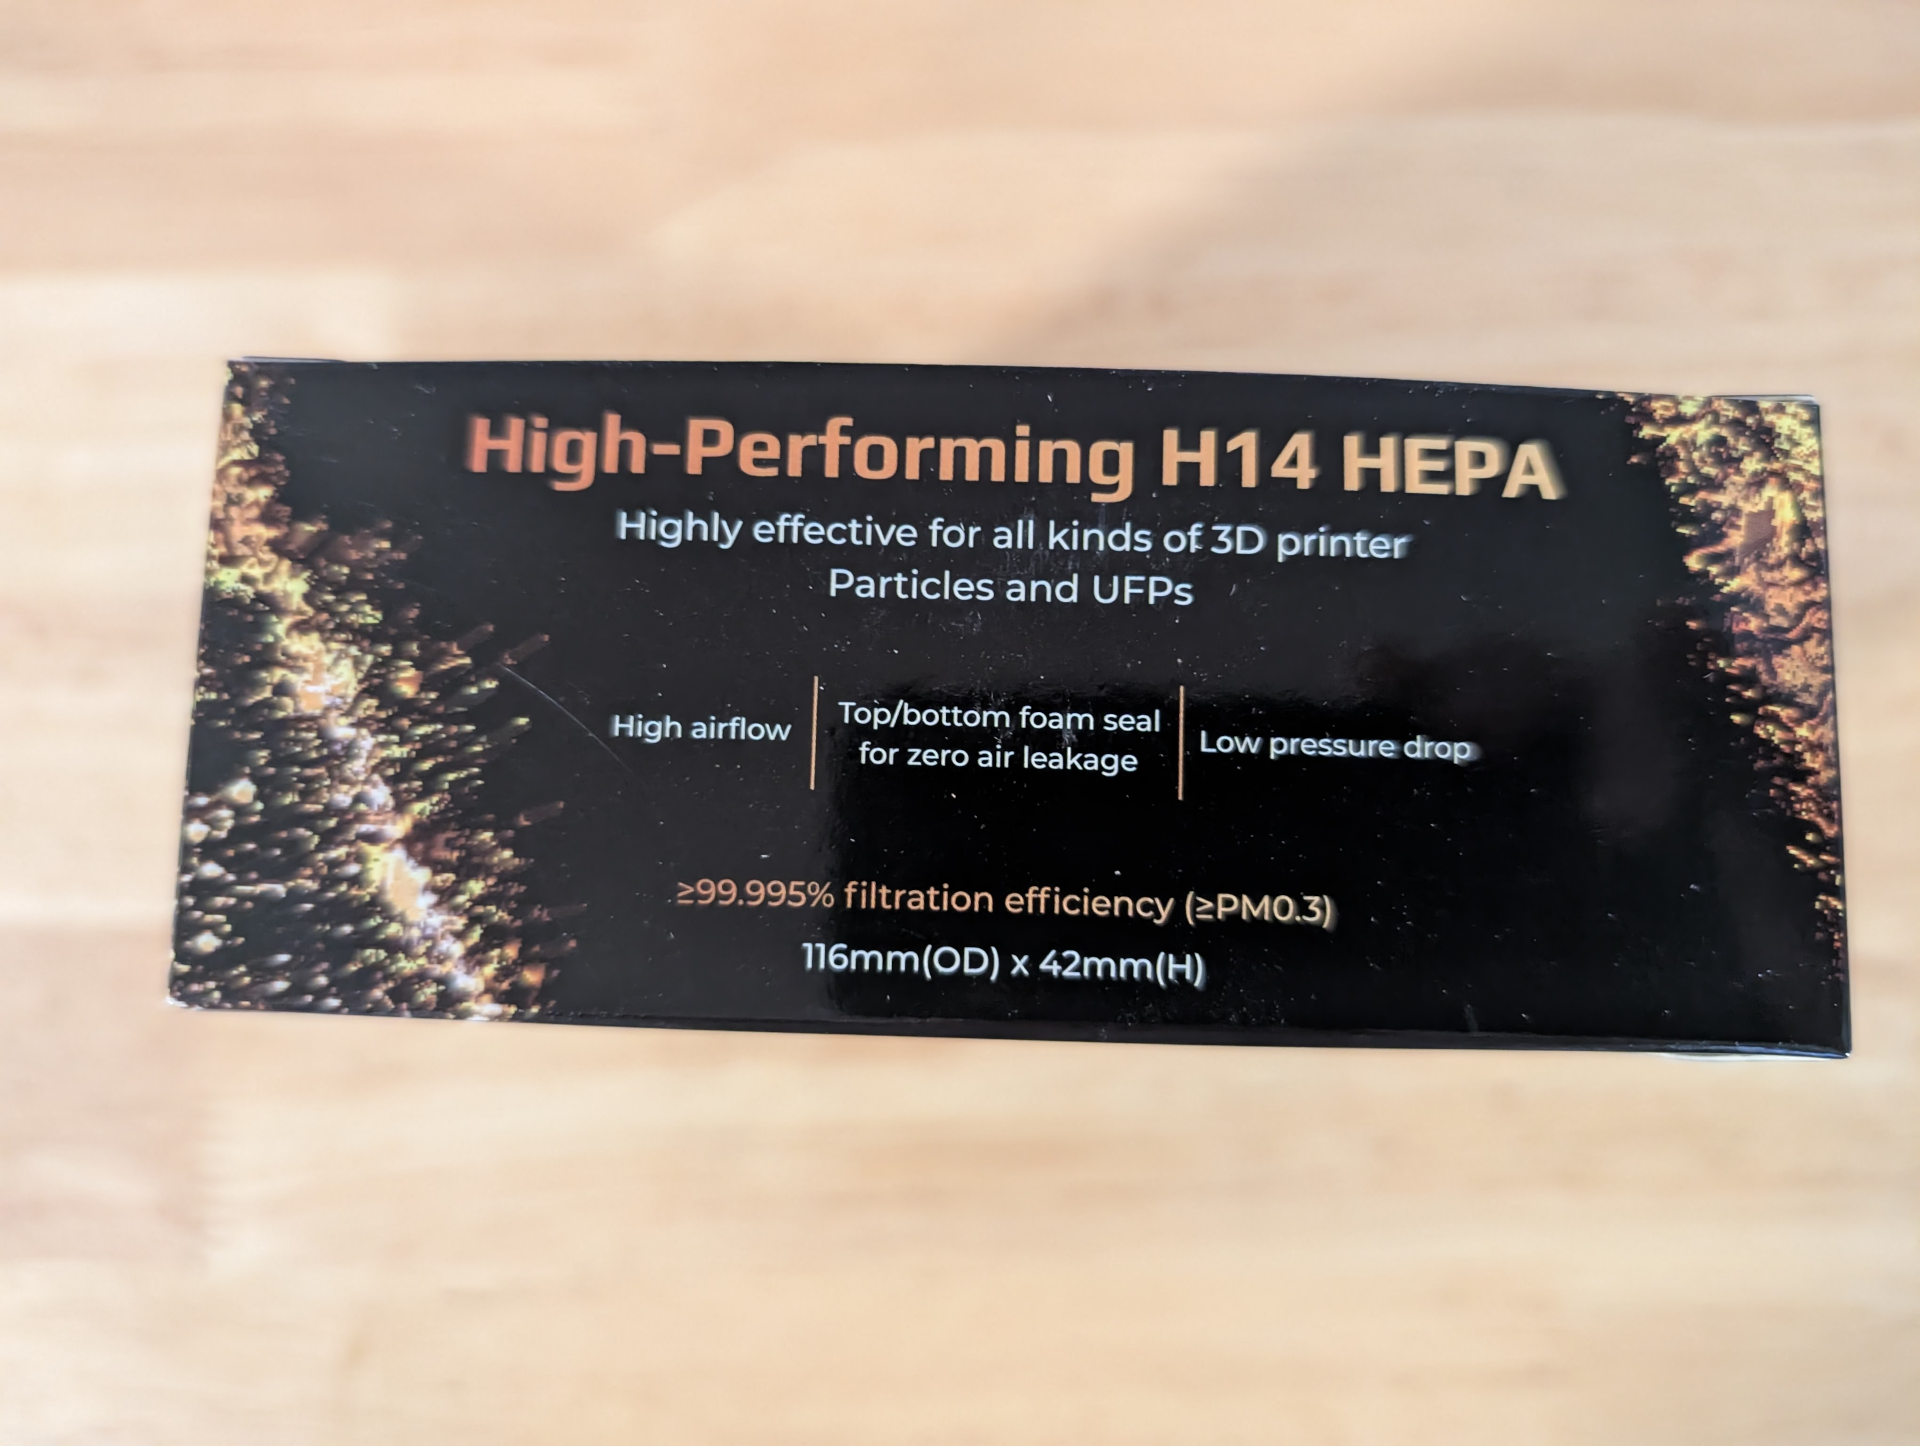 High-Performing H14 HEPA
Highly effective for all kinds of 3D printer
Particles and UFPs
High airflow
Top/bottom foam seal
for zero air leakage
Low pressure drop
≥99.995% filtration efficiency (≥PM0.3)
116mm(OD) x 42mm(H)